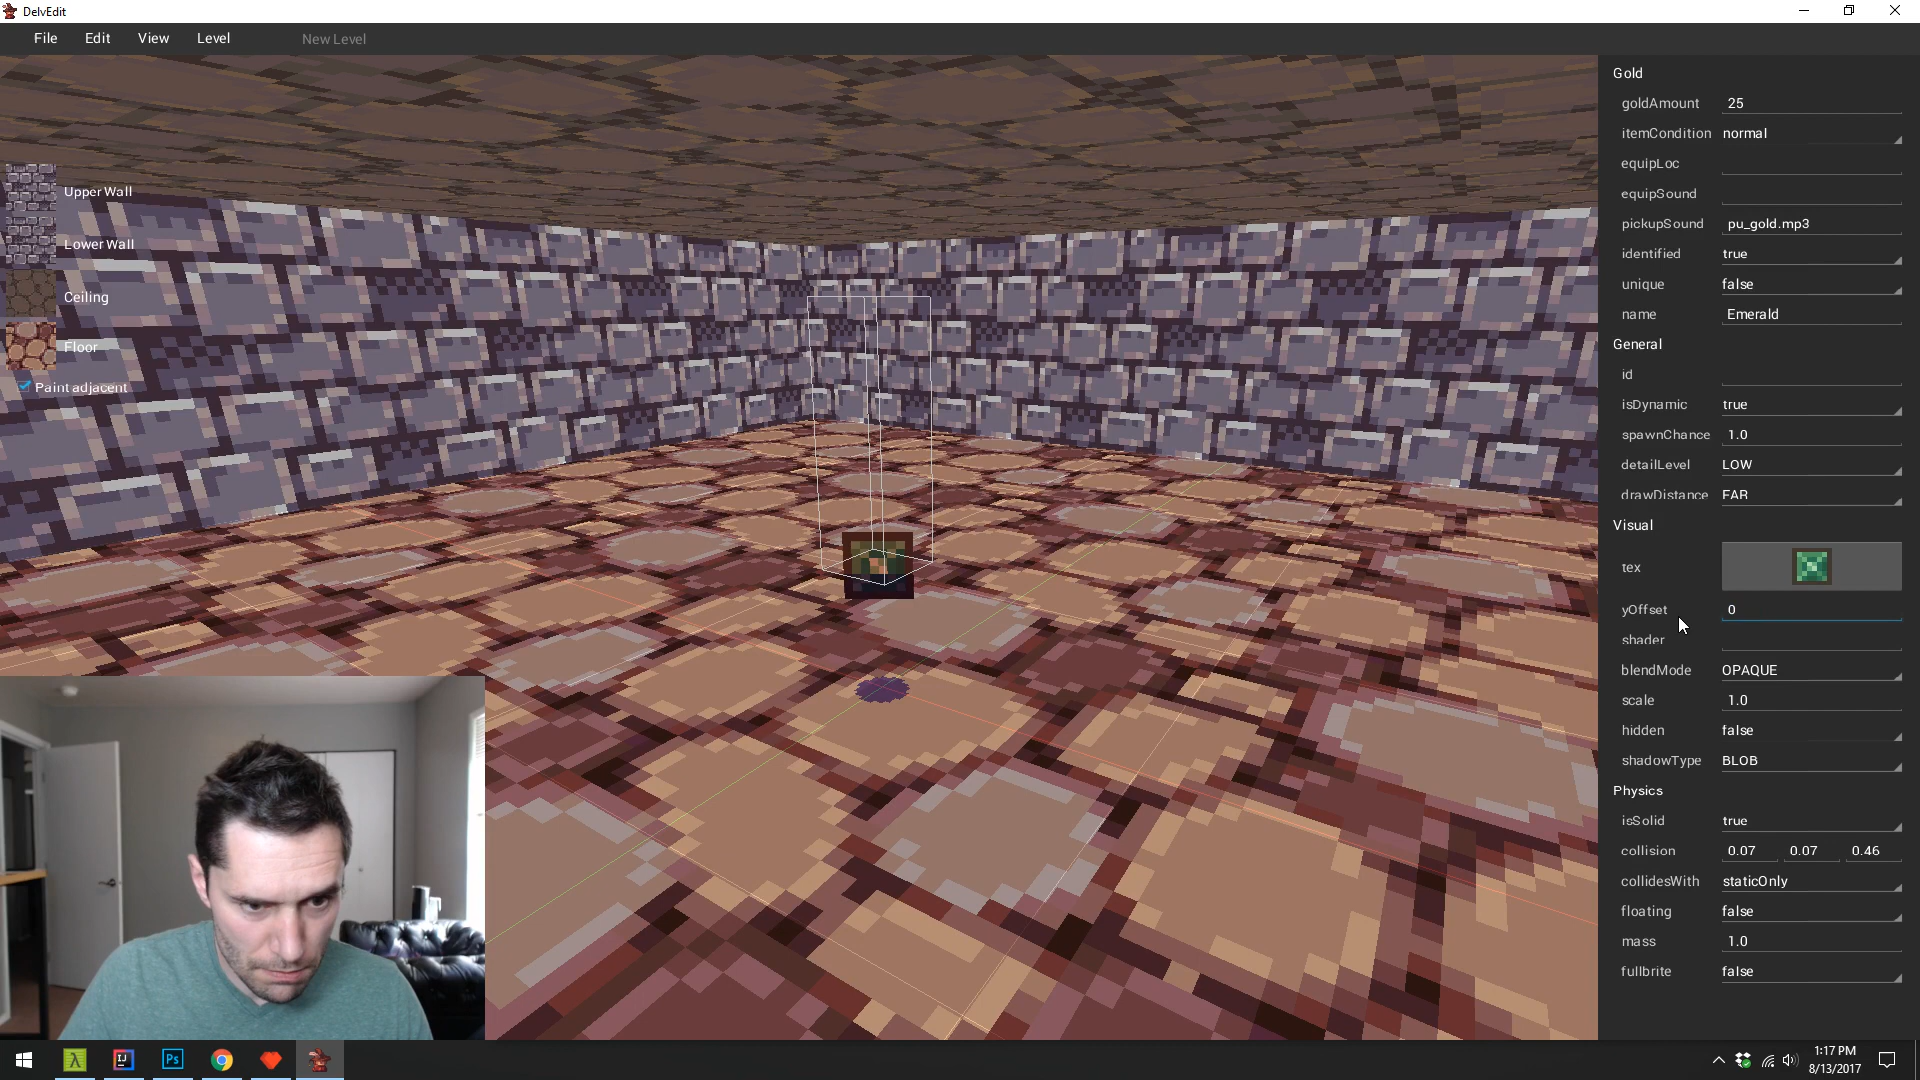 DelvEdit
File Edit View Level New Level
Upper Wall
Lower Wall
Ceiling
Floor
Paint adjacent
Gold
goldAmount 25
itemCondition normal
equipLoc
equipSound
pickupSound pu_gold.mp3
identified true
unique false
name Emerald
General
id
isDynamic true
spawnChance 1.0
detailLevel LOW
drawDistance FAR
Visual
tex
yOffset 0
shader
blendMode OPAQUE
scale 1.0
hidden false
shadowType BLOB
Physics
isSolid true
collision 0.07 0.07 0.46
collidesWith staticOnly
floating false
mass 1.0
fullbrite false
λ IJ Ps
1:17 PM
8/13/2017